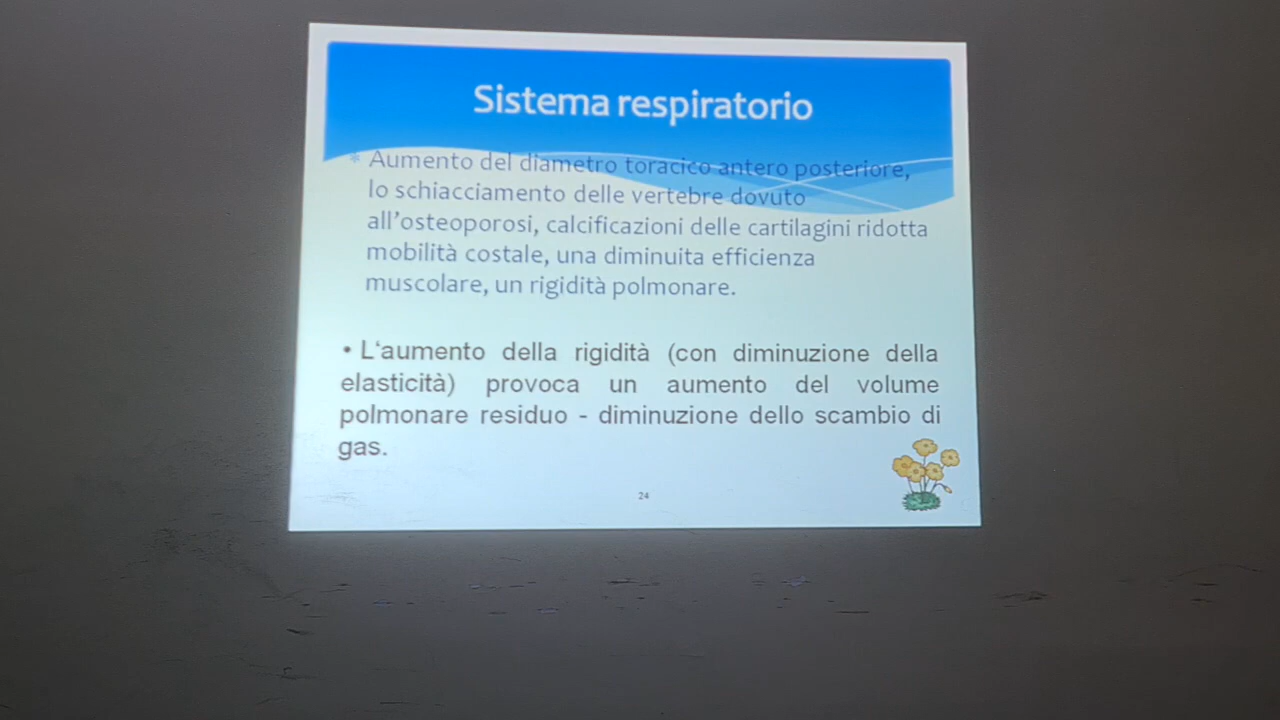 Sistema respiratorio
* Aumento del diametro toracico antero posteriore,
lo schiacciamento delle vertebre dovuto
all’osteoporosi, calcificazioni delle cartilagini ridotta
mobilità costale, una diminuita efficienza
muscolare, un rigidità polmonare.
• L‘aumento della rigidità (con diminuzione della
elasticità) provoca un aumento del volume
polmonare residuo - diminuzione dello scambio di
gas.
24